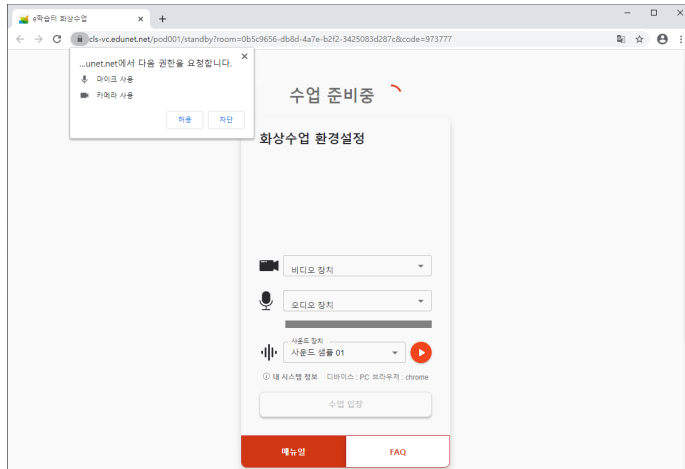 e학습터 화상수업
cls-vc.edunet.net/pod001/standby?room=0b5c9656-db8d-4a7e-b2f2-3425083d287c&code=973777
...unet.net에서 다음 권한을 요청합니다.
마이크 사용
카메라 사용
허용 차단
수업 준비중
화상수업 환경설정
비디오 장치
오디오 장치
사운드 장치
사운드 샘플 01
내 시스템 정보 디바이스 : PC 브라우저 : chrome
수업 입장
매뉴얼 FAQ